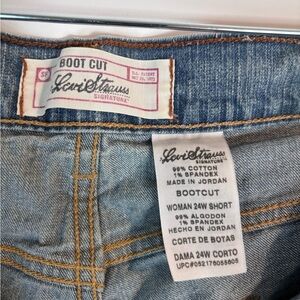 BOOT CUT
Levi Strauss
SIGNATURE
Levi Strauss
SIGNATURE
99% COTTON
1% SPANDEX
MADE IN JORDAN
BOOTCUT
WOMAN 24W SHORT
99% ALGODON
1% SPANDEX
HECHO EN JORDAN
CORTE DE BOTAS
DAMA 24W CORTO